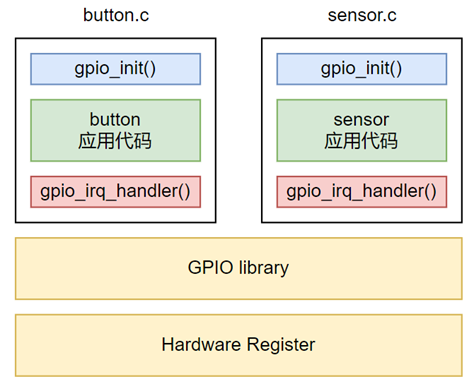 button.c
gpio_init()
button
应用代码
gpio_irq_handler()
sensor.c
gpio_init()
sensor
应用代码
gpio_irq_handler()
GPIO library
Hardware Register